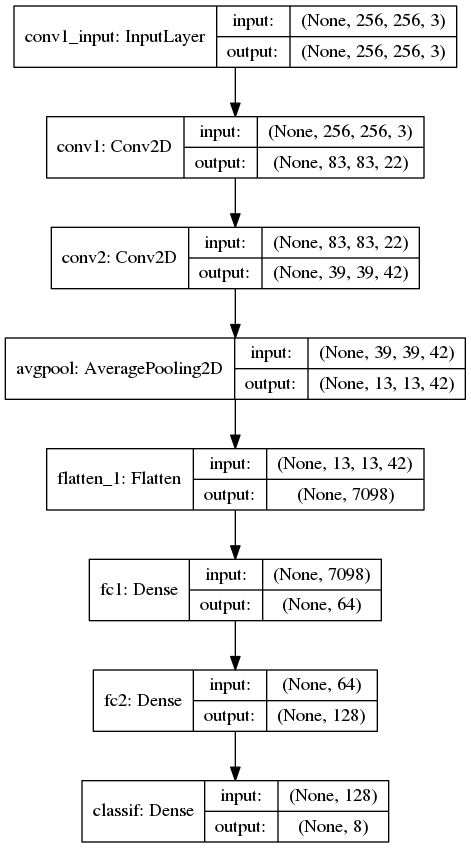 conv1_input: InputLayer
input: (None, 256, 256, 3)
output: (None, 256, 256, 3)
conv1: Conv2D
input: (None, 256, 256, 3)
output: (None, 83, 83, 22)
conv2: Conv2D
input: (None, 83, 83, 22)
output: (None, 39, 39, 42)
avgpool: AveragePooling2D
input: (None, 39, 39, 42)
output: (None, 13, 13, 42)
flatten_1: Flatten
input: (None, 13, 13, 42)
output: (None, 7098)
fc1: Dense
input: (None, 7098)
output: (None, 64)
fc2: Dense
input: (None, 64)
output: (None, 128)
classif: Dense
input: (None, 128)
output: (None, 8)